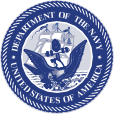 DEPARTMENT OF THE NAVY
UNITED STATES OF AMERICA